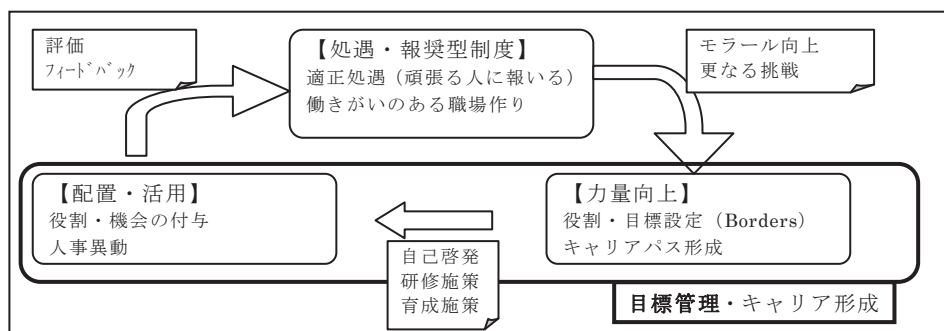 評価
フィードバック
【処遇・報奨型制度】
適正処遇（頑張る人に報いる）
働きがいのある職場作り
モラール向上
更なる挑戦
【配置・活用】
役割・機会の付与
人事異動
【力量向上】
役割・目標設定（Borders）
キャリアパス形成
自己啓発
研修施策
育成施策
目標管理・キャリア形成